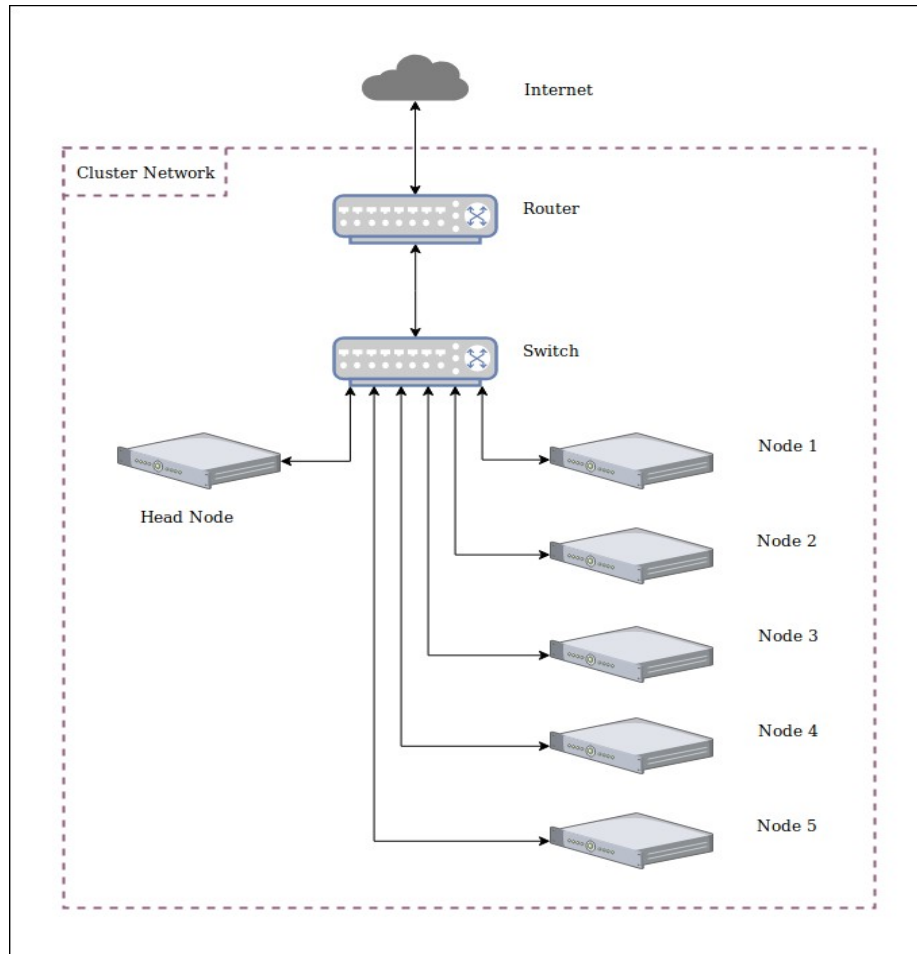 Internet
Cluster Network
Router
Switch
Node 1
Head Node
Node 2
Node 3
Node 4
Node 5